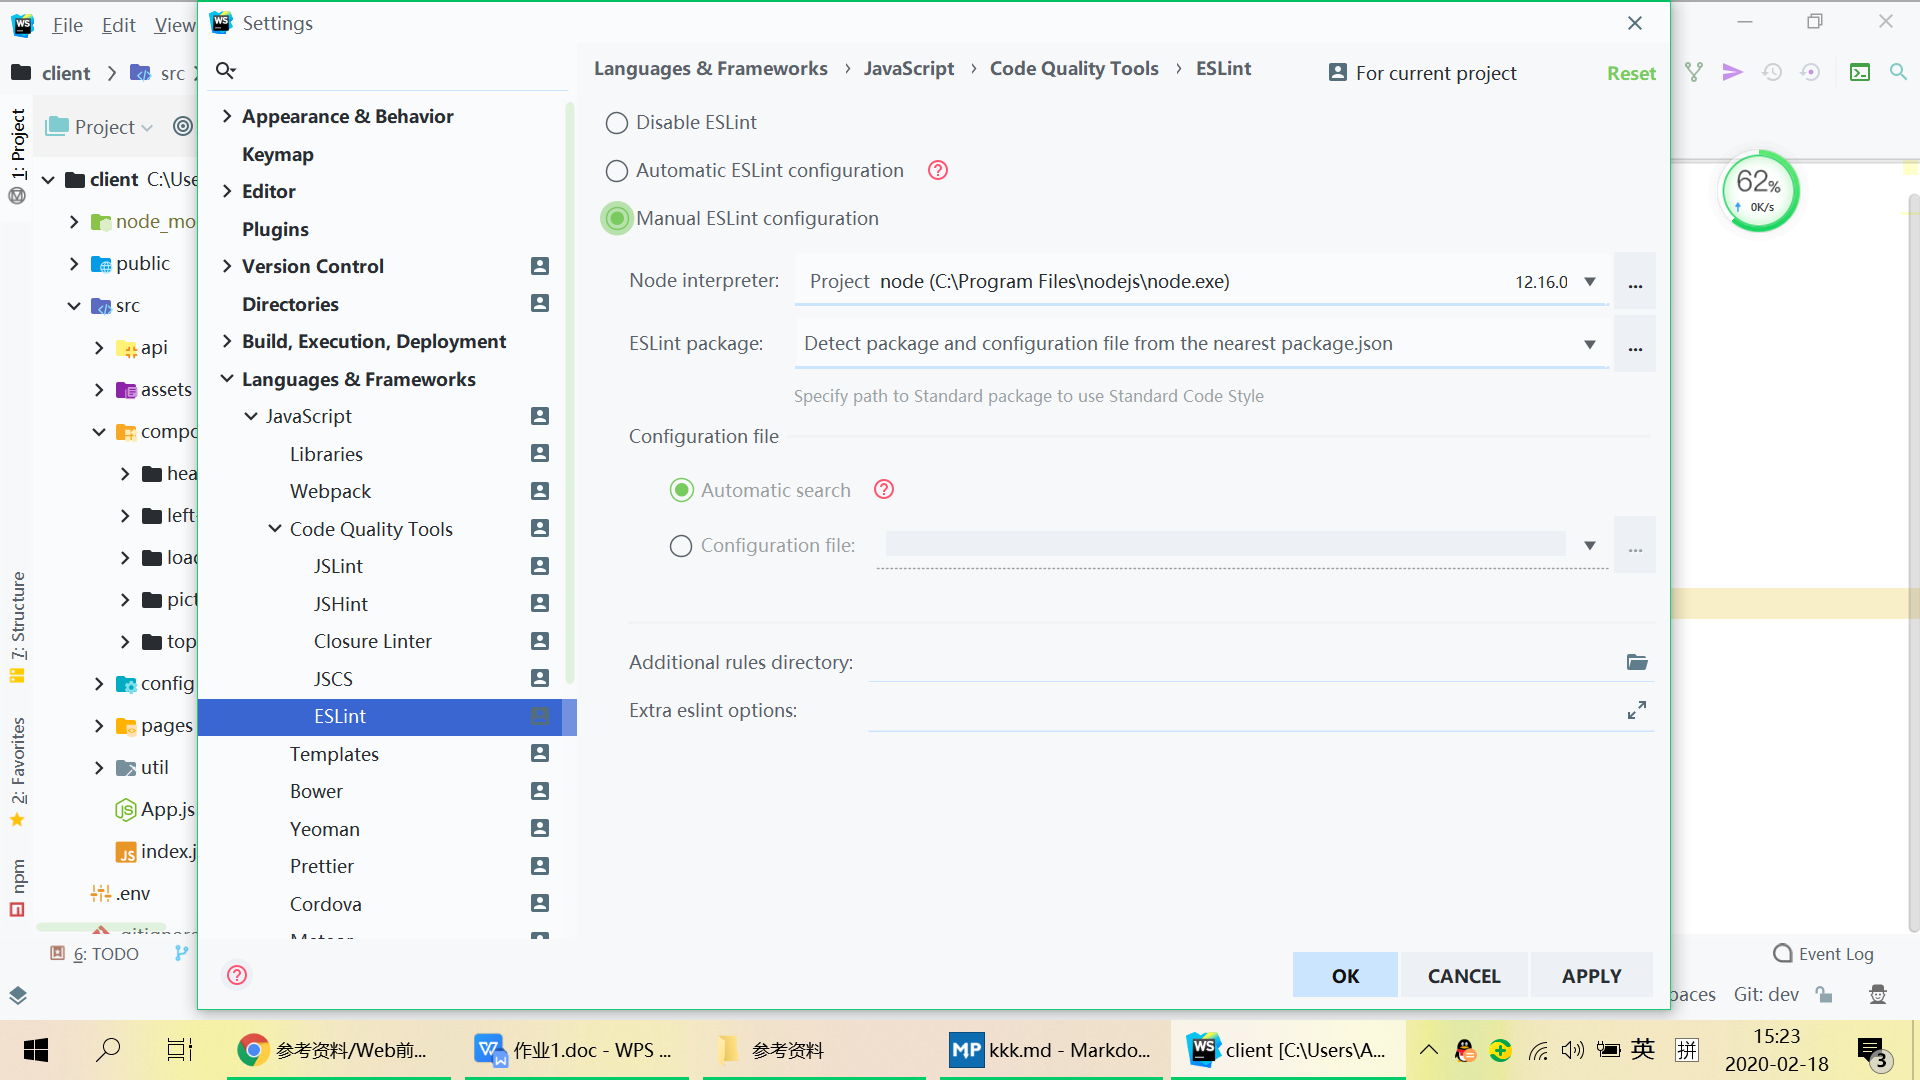 File Edit View
Settings
client src
Project
1: Project
client C:\Use
node_mo
public
src
api
assets
compo
hea
left-
load
pict
top
config
pages
util
App.js
index.j
.env
.gitignore
7: Structure
2: Favorites
npm
6: TODO
Appearance & Behavior
Keymap
Editor
Plugins
Version Control
Directories
Build, Execution, Deployment
Languages & Frameworks
JavaScript
Libraries
Webpack
Code Quality Tools
JSLint
JSHint
Closure Linter
JSCS
ESLint
Templates
Bower
Yeoman
Prettier
Cordova
Meteor
Languages & Frameworks › JavaScript › Code Quality Tools › ESLint
For current project
Reset
Disable ESLint
Automatic ESLint configuration
Manual ESLint configuration
Node interpreter: Project node (C:\Program Files\nodejs\node.exe) 12.16.0
...
ESLint package: Detect package and configuration file from the nearest package.json
...
Specify path to Standard package to use Standard Code Style
Configuration file
Automatic search
Configuration file:
...
Additional rules directory:
Extra eslint options:
OK CANCEL APPLY
62%
0K/s
Event Log
paces Git: dev
参考资料/Web前...
作业1.doc - WPS ...
参考资料
MP kkk.md - Markdo...
client [C:\Users\A...
英 拼
15:23
2020-02-18
3